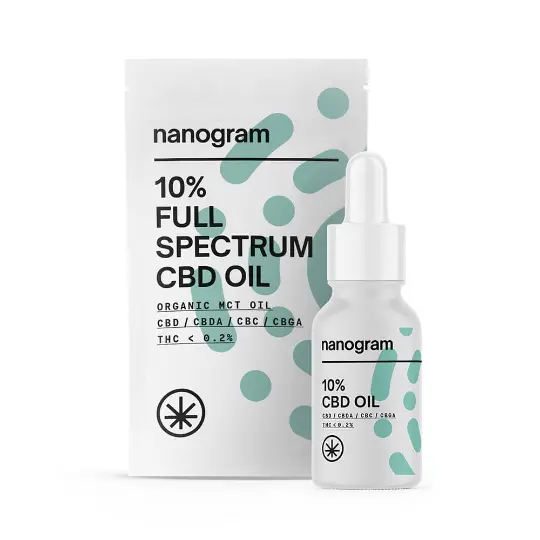 nanogram
10%
FULL
SPECTRUM
CBD OIL
ORGANIC MCT OIL
CBD / CBDA / CBC / CBGA
THC < 0.2%
nanogram
10%
CBD OIL
CBD / CBDA / CBC / CBGA
THC < 0.2%